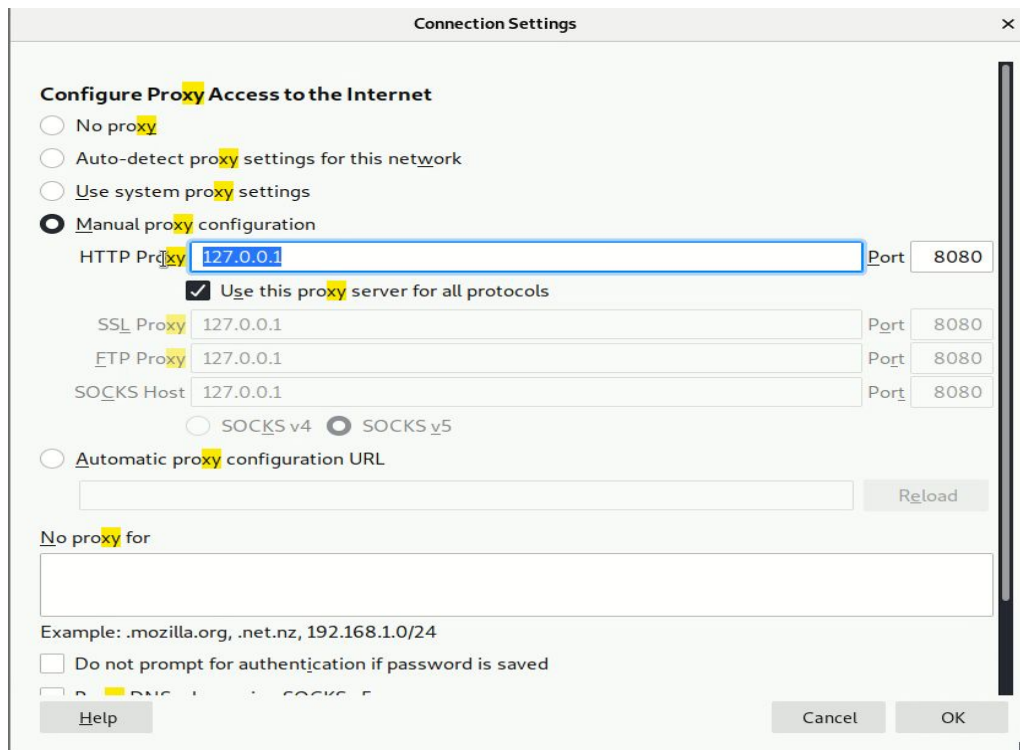 Connection Settings ×
Configure Proxy Access to the Internet
No proxy
Auto-detect proxy settings for this network
Use system proxy settings
Manual proxy configuration
HTTP Proxy 127.0.0.1 Port 8080
Use this proxy server for all protocols
SSL Proxy 127.0.0.1 Port 8080
FTP Proxy 127.0.0.1 Port 8080
SOCKS Host 127.0.0.1 Port 8080
SOCKS v4 SOCKS v5
Automatic proxy configuration URL
Reload
No proxy for
Example: .mozilla.org, .net.nz, 192.168.1.0/24
Do not prompt for authentication if password is saved
Help Cancel OK